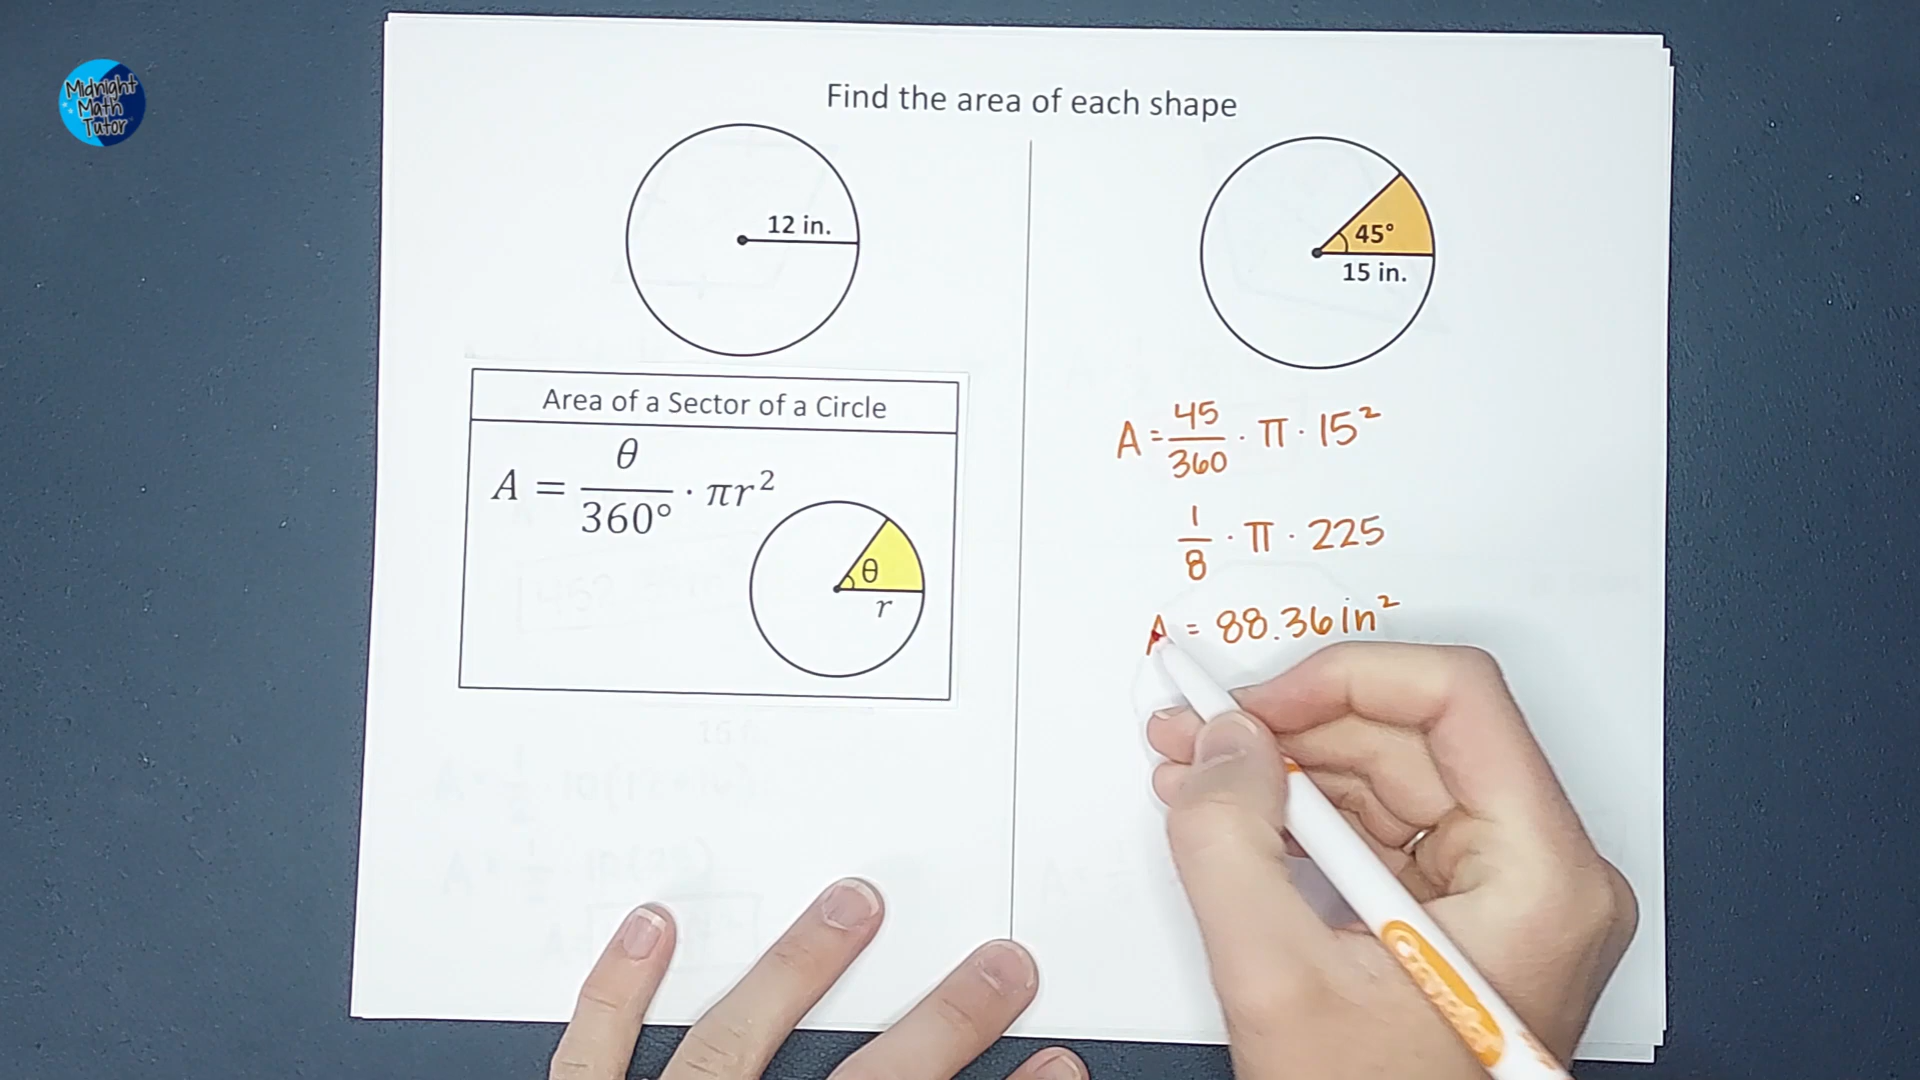 Midnight
Math
Tutor
Find the area of each shape
12 in.
45°
15 in.
Area of a Sector of a Circle
A = θ/360° · πr²
θ
r
A = 45/360 · π · 15²
1/8 · π · 225
A = 88.36 in²